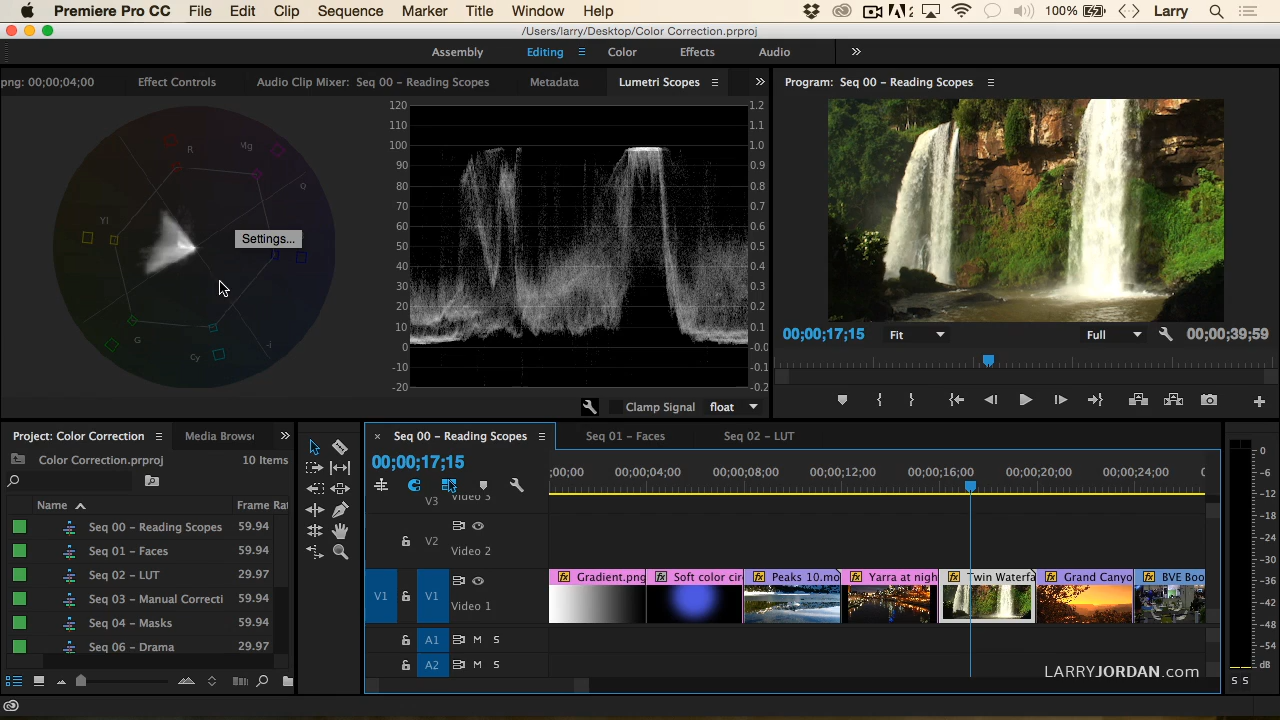 Premiere Pro CC File Edit Clip Sequence Marker Title Window Help 2 100% Larry
/Users/larry/Desktop/Color Correction.prproj
Assembly Editing Color Effects Audio
png: 00;00;04;00 Effect Controls Audio Clip Mixer: Seq 00 – Reading Scopes Metadata Lumetri Scopes
Program: Seq 00 – Reading Scopes
R Mg Q Yl G Cy -i
Settings...
120 1.2
110 1.1
100 1.0
90 0.9
80 0.8
70 0.7
60 0.6
50 0.5
40 0.4
30 0.3
20 0.2
10 0.1
0 -0.0
-10 -0.1
-20 -0.2
Clamp Signal float
00;00;17;15 Fit Full 00;00;39;59
Project: Color Correction Media Brows
Color Correction.prproj 10 Items
Name Frame Rat
Seq 00 – Reading Scopes 59.94
Seq 01 – Faces 59.94
Seq 02 – LUT 29.97
Seq 03 – Manual Correcti 59.94
Seq 04 – Masks 59.94
Seq 06 – Drama 29.97
× Seq 00 – Reading Scopes Seq 01 – Faces Seq 02 – LUT
00;00;17;15
;00;00 00;00;04;00 00;00;08;00 00;00;12;00 00;00;16;00 00;00;20;00 00;00;24;00
V3 Video 3
V2 Video 2
V1 V1 Video 1
fx Gradient.png fx Soft color cir fx Peaks 10.mo fx Yarra at nigh fx Twin Waterfa fx Grand Canyo fx BVE Boo
A1 M S
A2 M S
0
-6
-12
-18
-24
-30
-36
-42
-48
-54
dB
S S
LARRYJORDAN.com